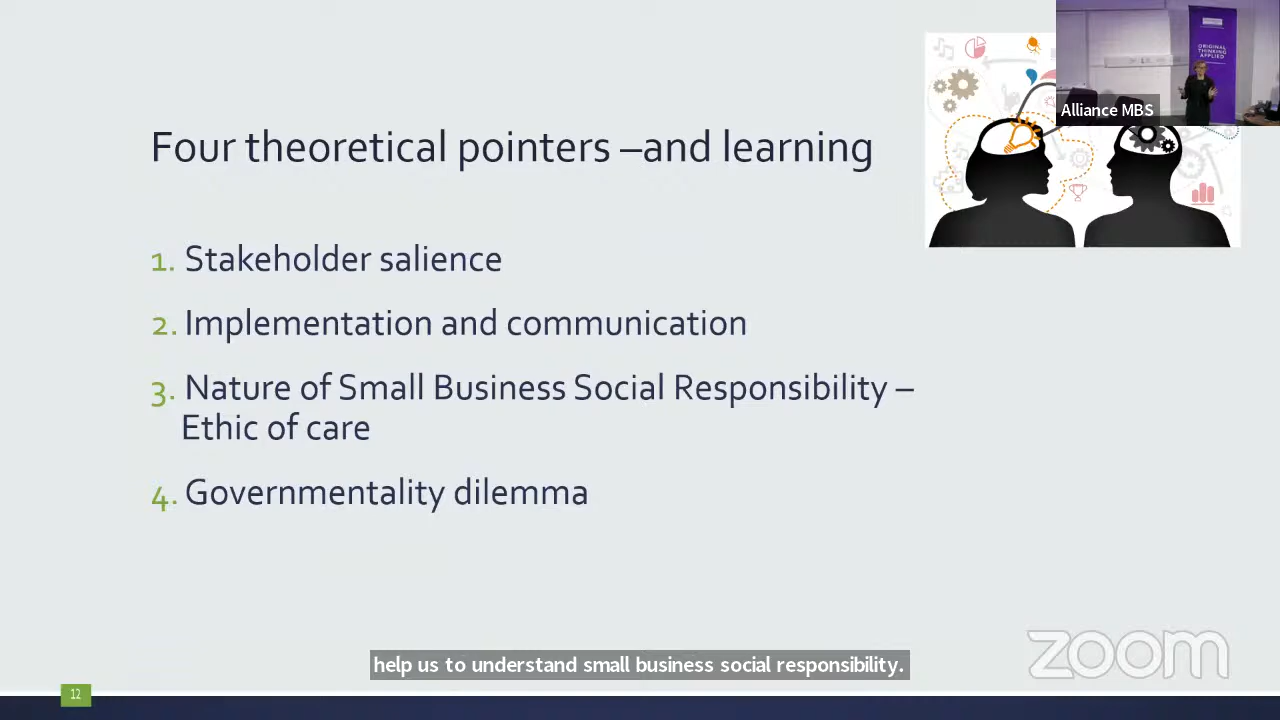 Four theoretical pointers –and learning
1. Stakeholder salience
2. Implementation and communication
3. Nature of Small Business Social Responsibility –
Ethic of care
4. Governmentality dilemma
ORIGINAL
THINKING
APPLIED
Alliance MBS
help us to understand small business social responsibility.
zoom
12